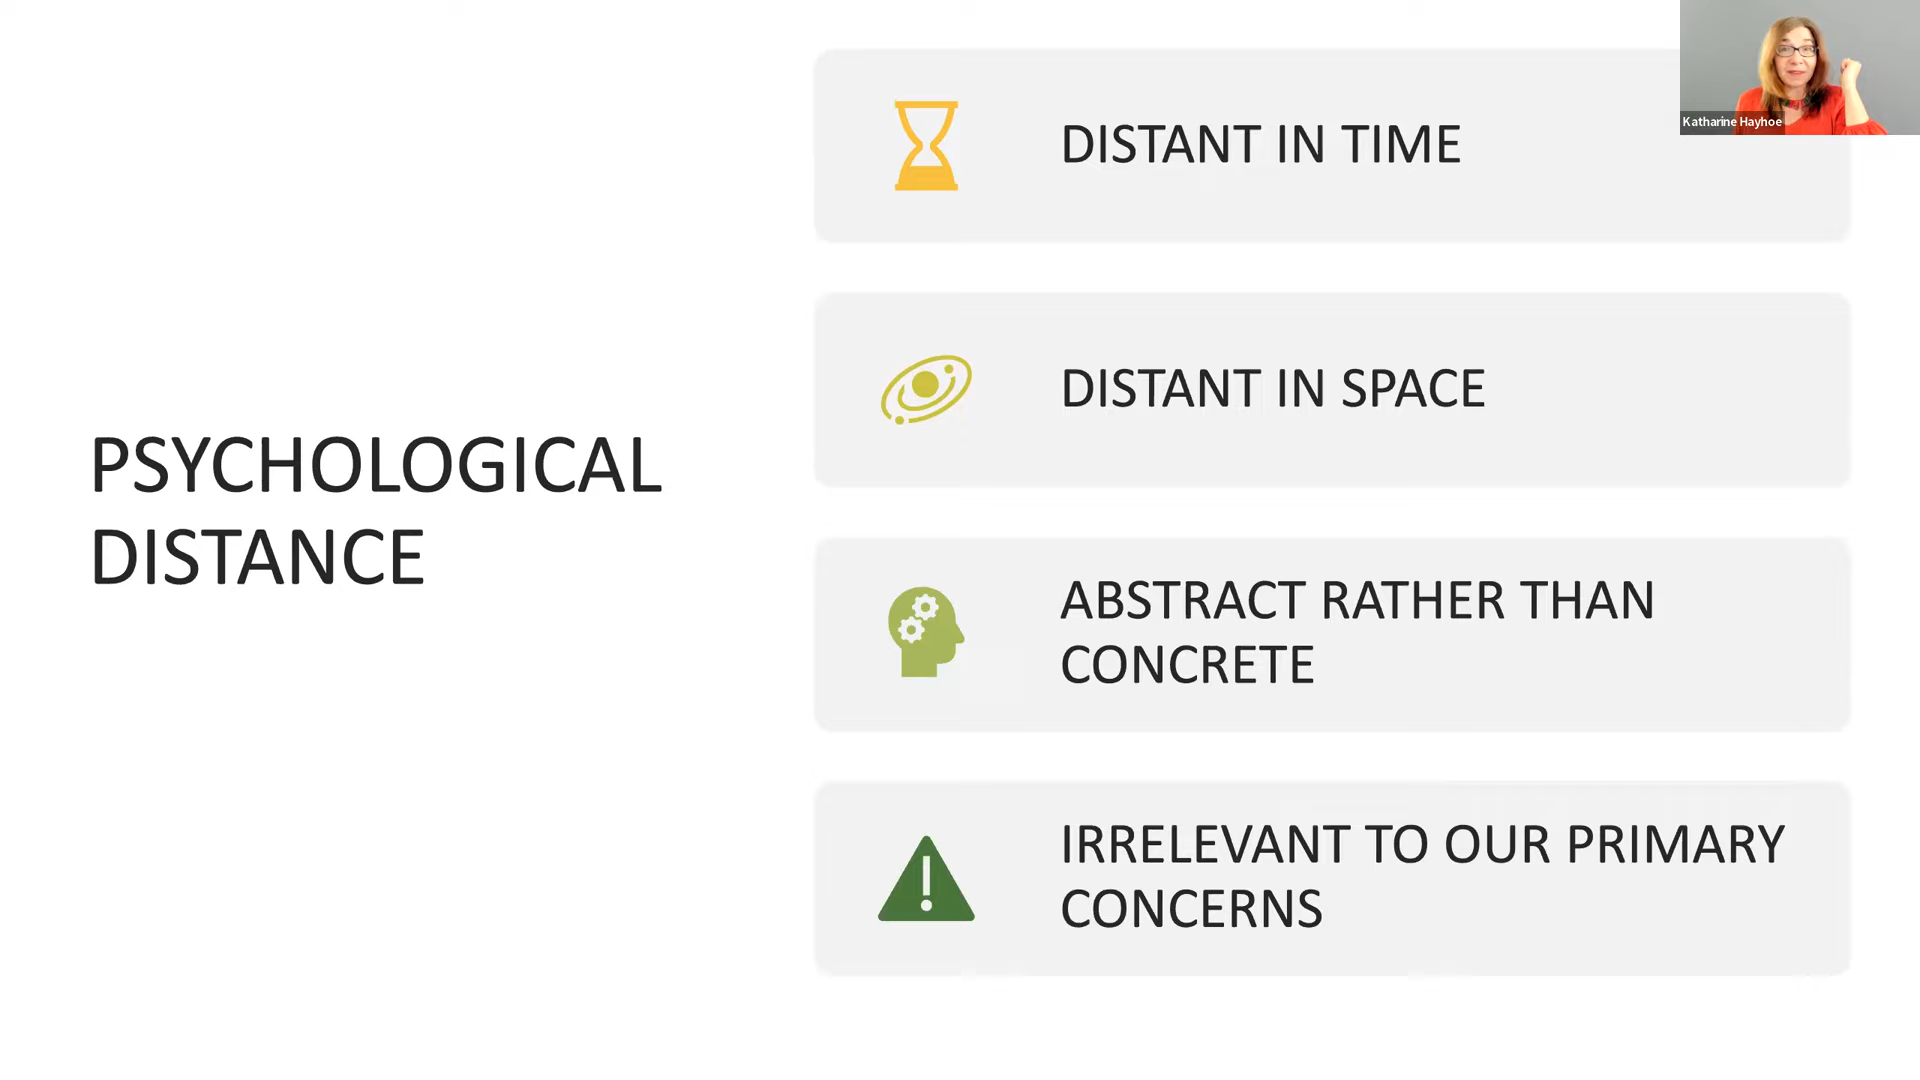 PSYCHOLOGICAL
DISTANCE
DISTANT IN TIME
DISTANT IN SPACE
ABSTRACT RATHER THAN
CONCRETE
IRRELEVANT TO OUR PRIMARY
CONCERNS
Katharine Hayhoe